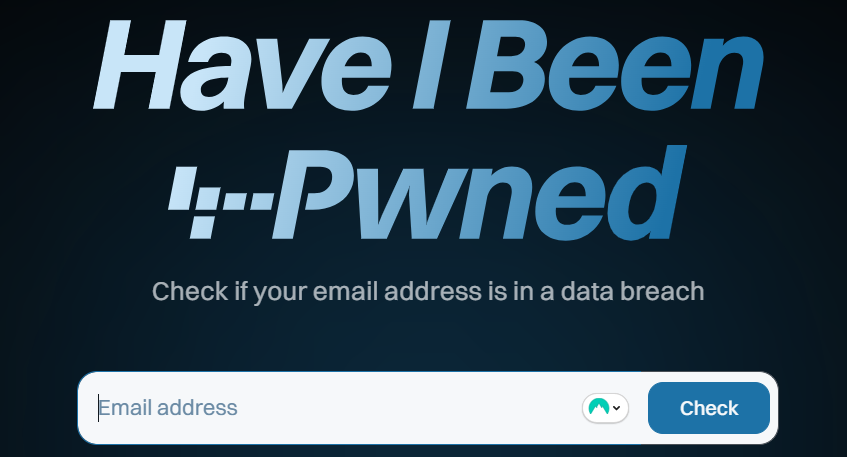 Have I Been
Pwned
Check if your email address is in a data breach
Email address
Check